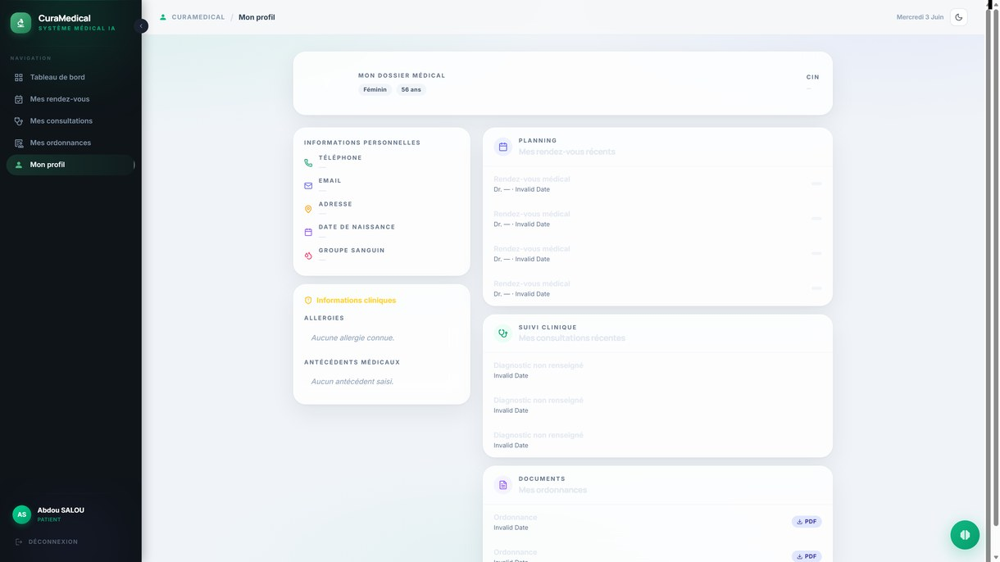 CuraMedical
SYSTÈME MÉDICAL IA
NAVIGATION
Tableau de bord
Mes rendez-vous
Mes consultations
Mes ordonnances
Mon profil
Abdou SALOU
AS
PATIENT
DÉCONNEXION
CURAMEDICAL / Mon profil
Mercredi 3 Juin
MON DOSSIER MÉDICAL
Féminin 56 ans
CIN
—
INFORMATIONS PERSONNELLES
TÉLÉPHONE
—
EMAIL
—
ADRESSE
—
DATE DE NAISSANCE
—
GROUPE SANGUIN
—
Informations cliniques
ALLERGIES
Aucune allergie connue.
ANTÉCÉDENTS MÉDICAUX
Aucun antécédent saisi.
PLANNING
Mes rendez-vous récents
Rendez-vous médical
Dr. — · Invalid Date
Rendez-vous médical
Dr. — · Invalid Date
Rendez-vous médical
Dr. — · Invalid Date
Rendez-vous médical
Dr. — · Invalid Date
SUIVI CLINIQUE
Mes consultations récentes
Diagnostic non renseigné
Invalid Date
Diagnostic non renseigné
Invalid Date
Diagnostic non renseigné
Invalid Date
DOCUMENTS
Mes ordonnances
Ordonnance
Invalid Date
PDF
Ordonnance
Invalid Date
PDF